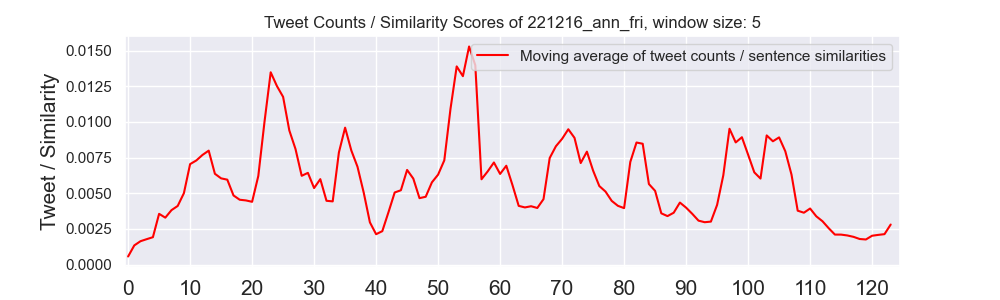 Tweet Counts / Similarity Scores of 221216_ann_fri, window size: 5
Moving average of tweet counts / sentence similarities
Tweet / Similarity
0.0150
0.0125
0.0100
0.0075
0.0050
0.0025
0.0000
0 10 20 30 40 50 60 70 80 90 100 110 120